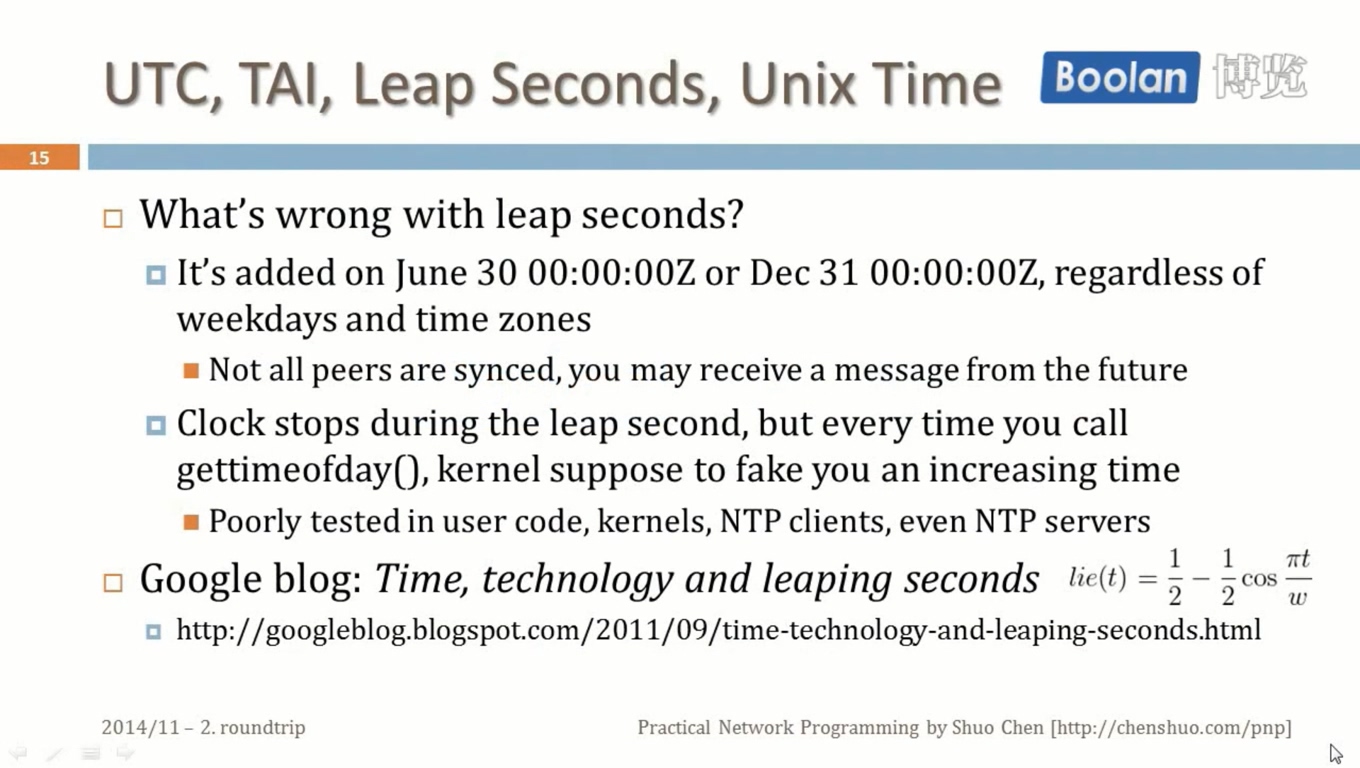 UTC, TAI, Leap Seconds, Unix Time
Boolan 博览
15
What's wrong with leap seconds?
It's added on June 30 00:00:00Z or Dec 31 00:00:00Z, regardless of
weekdays and time zones
Not all peers are synced, you may receive a message from the future
Clock stops during the leap second, but every time you call
gettimeofday(), kernel suppose to fake you an increasing time
Poorly tested in user code, kernels, NTP clients, even NTP servers
Google blog: Time, technology and leaping seconds lie(t) = 1/2 − 1/2 cos πt/w
http://googleblog.blogspot.com/2011/09/time-technology-and-leaping-seconds.html
2014/11 – 2. roundtrip
Practical Network Programming by Shuo Chen [http://chenshuo.com/pnp]